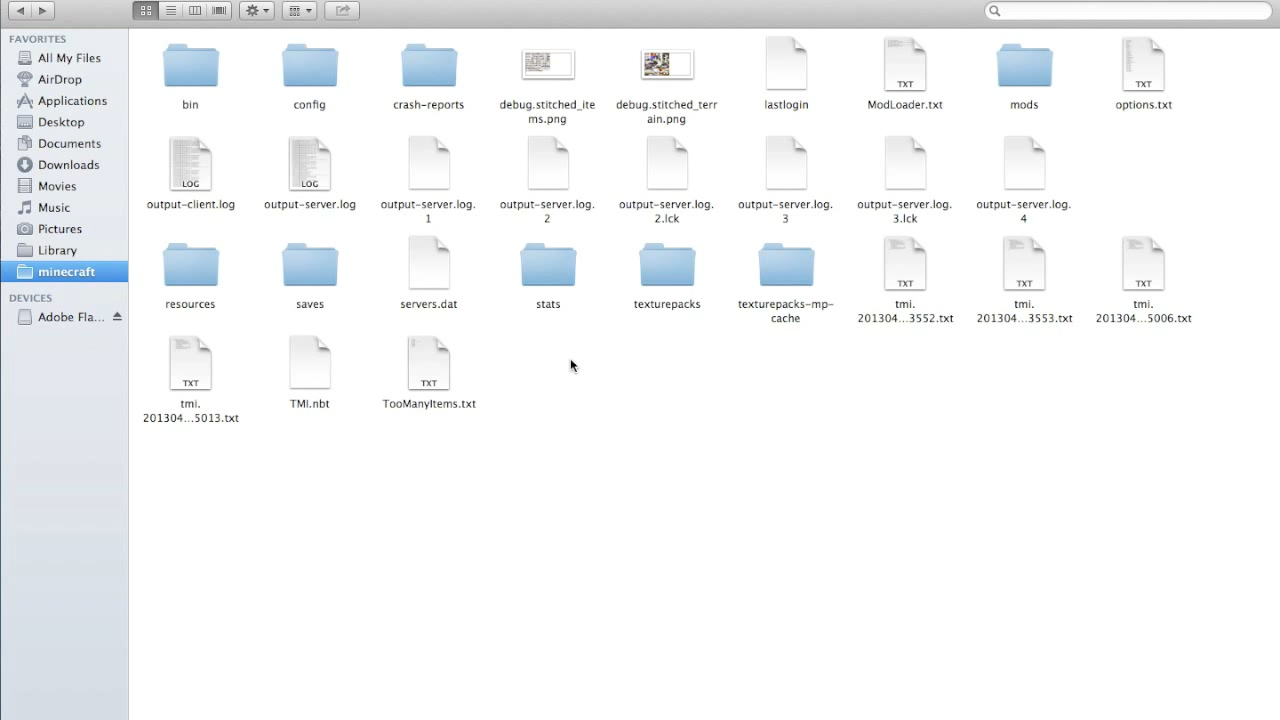 FAVORITES
All My Files
AirDrop
Applications
Desktop
Documents
Downloads
Movies
Music
Pictures
Library
minecraft
DEVICES
Adobe Fla...
bin
config
crash-reports
debug.stitched_ite
ms.png
debug.stitched_terr
ain.png
lastlogin
TXT
ModLoader.txt
mods
TXT
options.txt
LOG
output-client.log
LOG
output-server.log
output-server.log.
1
output-server.log.
2
output-server.log.
2.lck
output-server.log.
3
output-server.log.
3.lck
output-server.log.
4
resources
saves
servers.dat
stats
texturepacks
texturepacks-mp-
cache
TXT
tmi.
201304...3552.txt
TXT
tmi.
201304...3553.txt
TXT
tmi.
201304...5006.txt
TXT
tmi.
201304...5013.txt
TMI.nbt
TXT
TooManyItems.txt